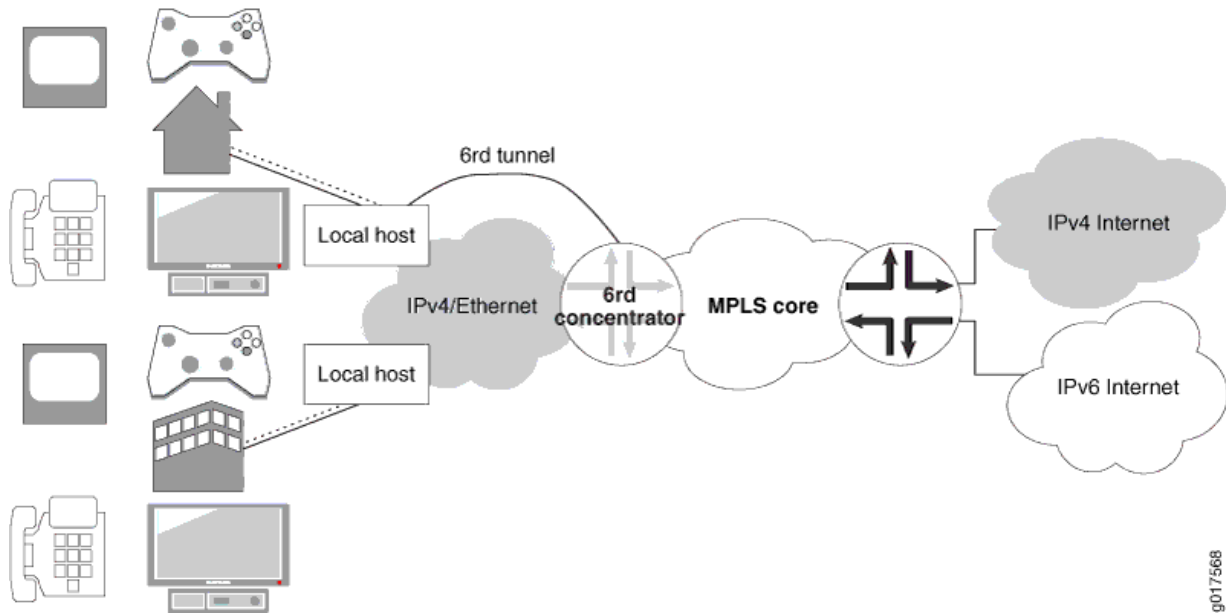 6rd tunnel
Local host
IPv4/Ethernet
6rd
concentrator
MPLS core
IPv4 Internet
Local host
IPv6 Internet
g017568